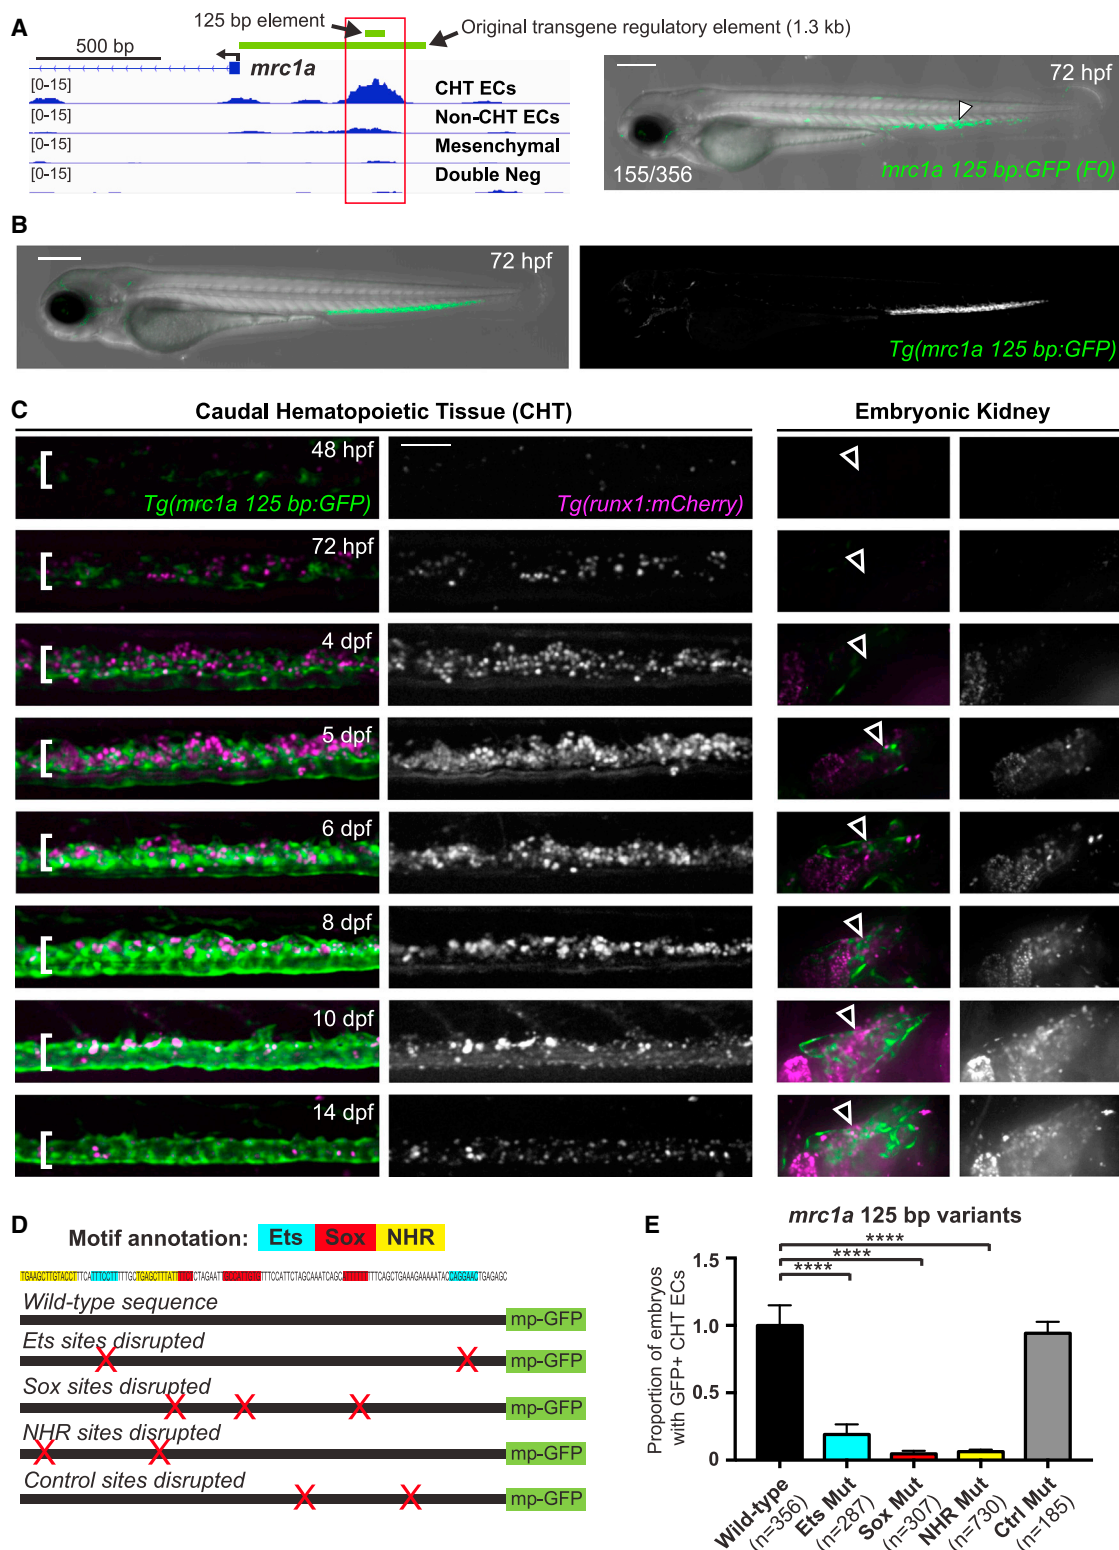 A
125 bp element
Original transgene regulatory element (1.3 kb)
500 bp
mrc1a
[0-15]
CHT ECs
[0-15]
Non-CHT ECs
[0-15]
Mesenchymal
[0-15]
Double Neg
72 hpf
155/356
mrc1a 125 bp:GFP (F0)
B
72 hpf
Tg(mrc1a 125 bp:GFP)
C
Caudal Hematopoietic Tissue (CHT)
Embryonic Kidney
48 hpf
Tg(mrc1a 125 bp:GFP)
Tg(runx1:mCherry)
72 hpf
4 dpf
5 dpf
6 dpf
8 dpf
10 dpf
14 dpf
D
Motif annotation: Ets Sox NHR
Wild-type sequence
mp-GFP
Ets sites disrupted
mp-GFP
Sox sites disrupted
mp-GFP
NHR sites disrupted
mp-GFP
Control sites disrupted
mp-GFP
E
mrc1a 125 bp variants
****
****
****
1.5
1.0
0.5
0
Proportion of embryos
with GFP+ CHT ECs
Wild-type
(n=356)
Ets Mut
(n=287)
Sox Mut
(n=307)
NHR Mut
(n=730)
Ctrl Mut
(n=185)